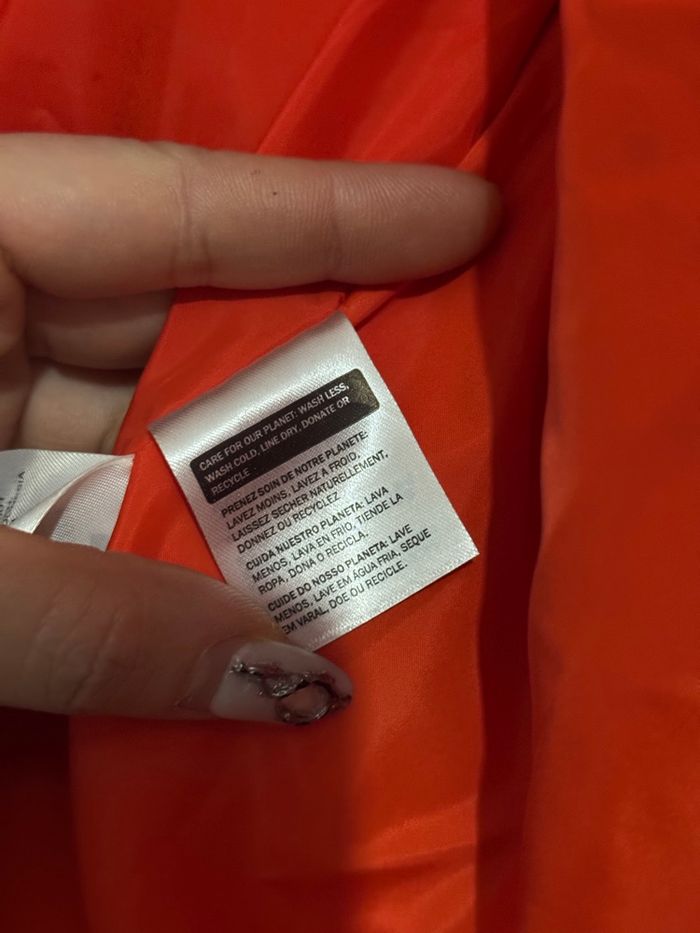 CARE FOR OUR PLANET: WASH LESS,
WASH COLD, LINE DRY, DONATE OR
RECYCLE.
PRENEZ SOIN DE NOTRE PLANETE:
LAVEZ MOINS, LAVEZ A FROID,
LAISSEZ SECHER NATURELLEMENT,
DONNEZ OU RECYCLEZ
CUIDA NUESTRO PLANETA: LAVA
MENOS, LAVA EN FRIO, TIENDE LA
ROPA, DONA O RECICLA.
CUIDE DO NOSSO PLANETA: LAVE
MENOS, LAVE EM ÁGUA FRIA, SEQUE
EM VARAL, DOE OU RECICLE.